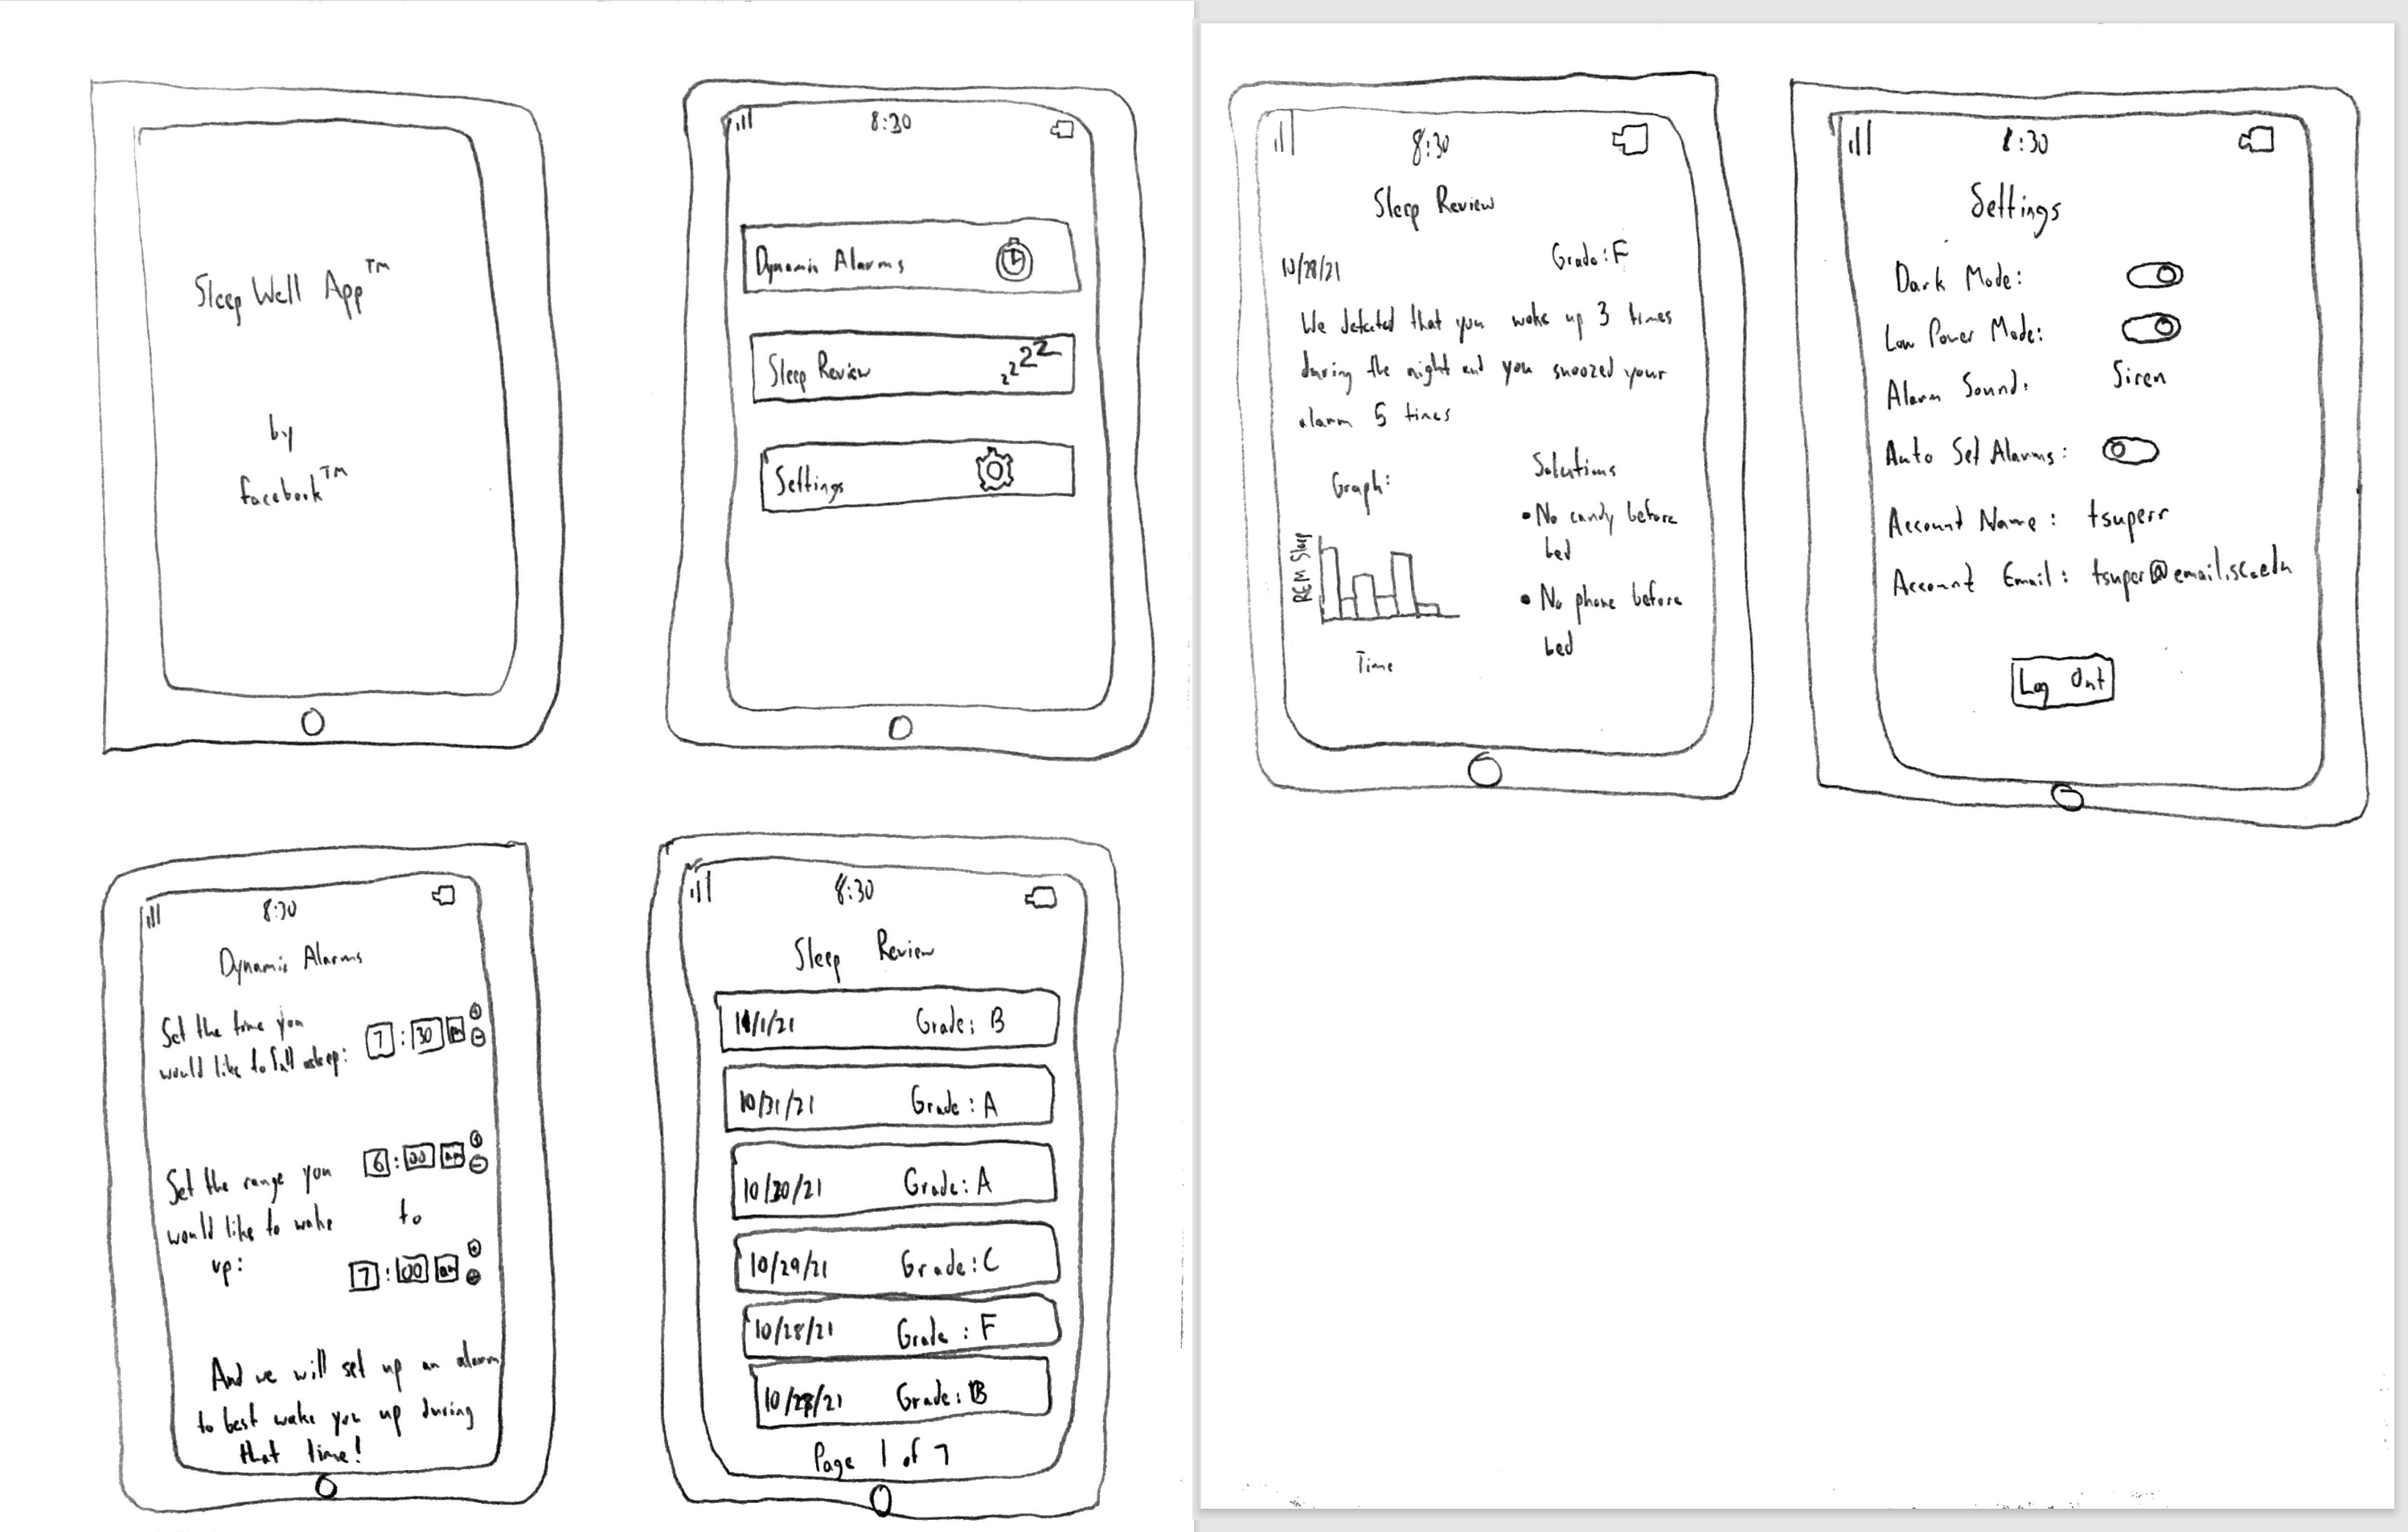 Sleep Well App™
by
facebook™
8:30
Dynamic Alarms
Sleep Review
zzzz
Settings
8:30
Dynamic Alarms
Set the time you
would like to fall asleep: 7:30 pm
Set the range you 6:00 am
would like to wake to
up: 7:00 am
And we will set up an alarm
to best wake you up during
that time!
8:30
Sleep Review
11/1/21 Grade: B
10/31/21 Grade: A
10/30/21 Grade: A
10/29/21 Grade: C
10/28/21 Grade: F
Grade: B
Page 1 of 7
8:30
Sleep Review
10/28/21 Grade: F
We detected that you woke up 3 times
during the night and you snoozed your
alarm 5 times
Graph:
REM Sleep
Time
Solutions
• No candy before
bed
• No phone before
bed
8:30
Settings
Dark Mode:
Low Power Mode:
Alarm Sound: Siren
Auto Set Alarms:
Account Name: tsuperr
Account Email: tsuper@email.sc.edu
Log Out